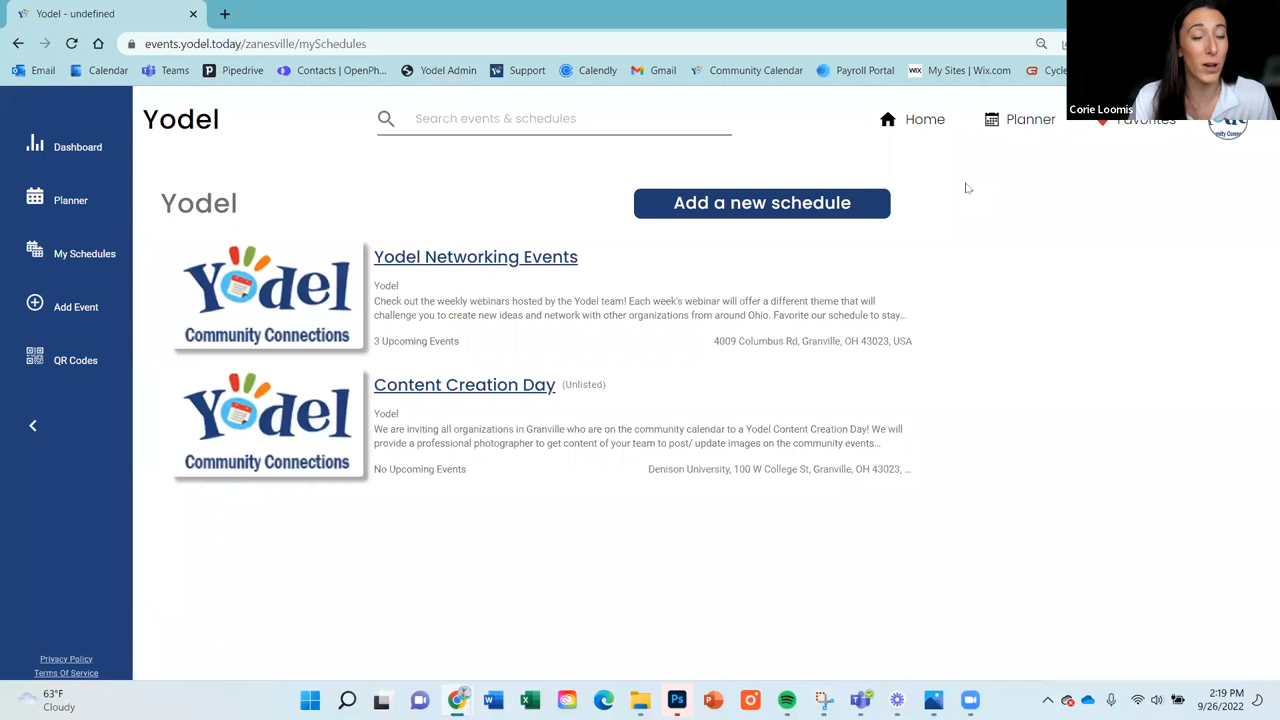 Yodel - undefined
events.yodel.today/zanesville/mySchedules
Email Calendar Teams Pipedrive Contacts | OpenPh... Yodel Admin Support Calendly Gmail Community Calendar Payroll Portal WIX My Sites | Wix.com Cycle
Corie Loomis
Yodel
Search events & schedules
Home
Planner
Favorites
Dashboard
Planner
My Schedules
Add Event
QR Codes
Privacy Policy
Terms Of Service
Yodel
Add a new schedule
Yodel
Community Connections
Yodel Networking Events
Yodel
Check out the weekly webinars hosted by the Yodel team! Each week's webinar will offer a different theme that will
challenge you to create new ideas and network with other organizations from around Ohio. Favorite our schedule to stay...
3 Upcoming Events
4009 Columbus Rd, Granville, OH 43023, USA
Yodel
Community Connections
Content Creation Day (Unlisted)
Yodel
We are inviting all organizations in Granville who are on the community calendar to a Yodel Content Creation Day! We will
provide a professional photographer to get content of your team to post/ update images on the community events...
No Upcoming Events
Denison University, 100 W College St, Granville, OH 43023, ...
63°F
Cloudy
2:19 PM
9/26/2022